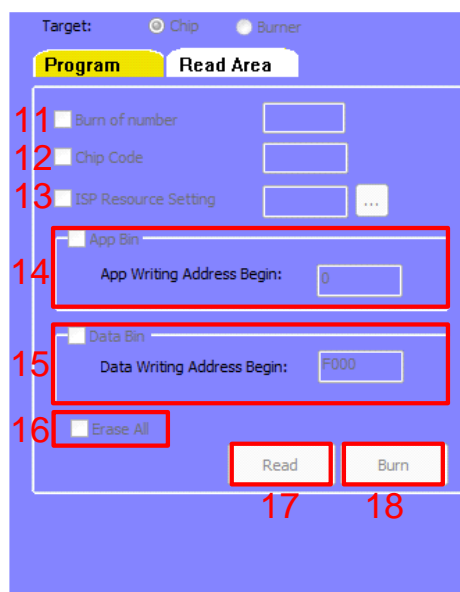 Target: Chip Burner
Program Read Area
11 Burn of number
12 Chip Code
13 ISP Resource Setting ...
App Bin
14 App Writing Address Begin: 0
Data Bin
15 Data Writing Address Begin: F000
16 Erase All
Read Burn
17 18